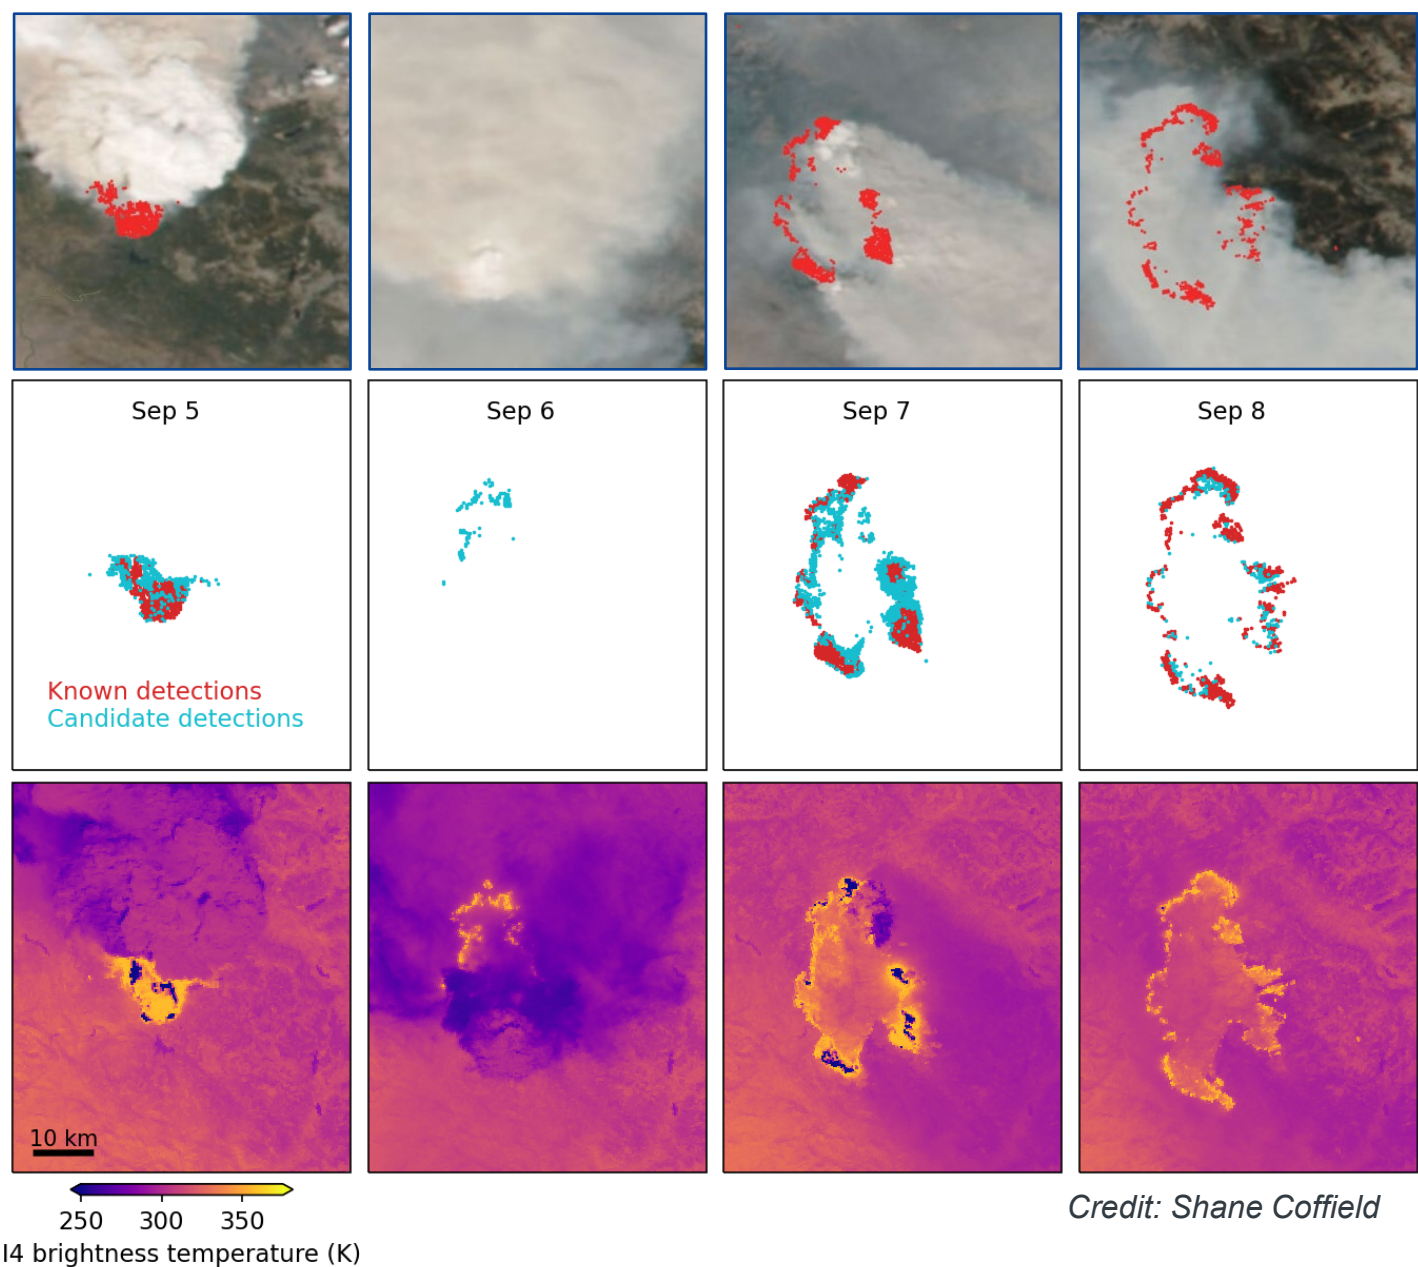 Sep 5
Sep 6
Sep 7
Sep 8
Known detections
Candidate detections
10 km
250 300 350
I4 brightness temperature (K)
Credit: Shane Coffield